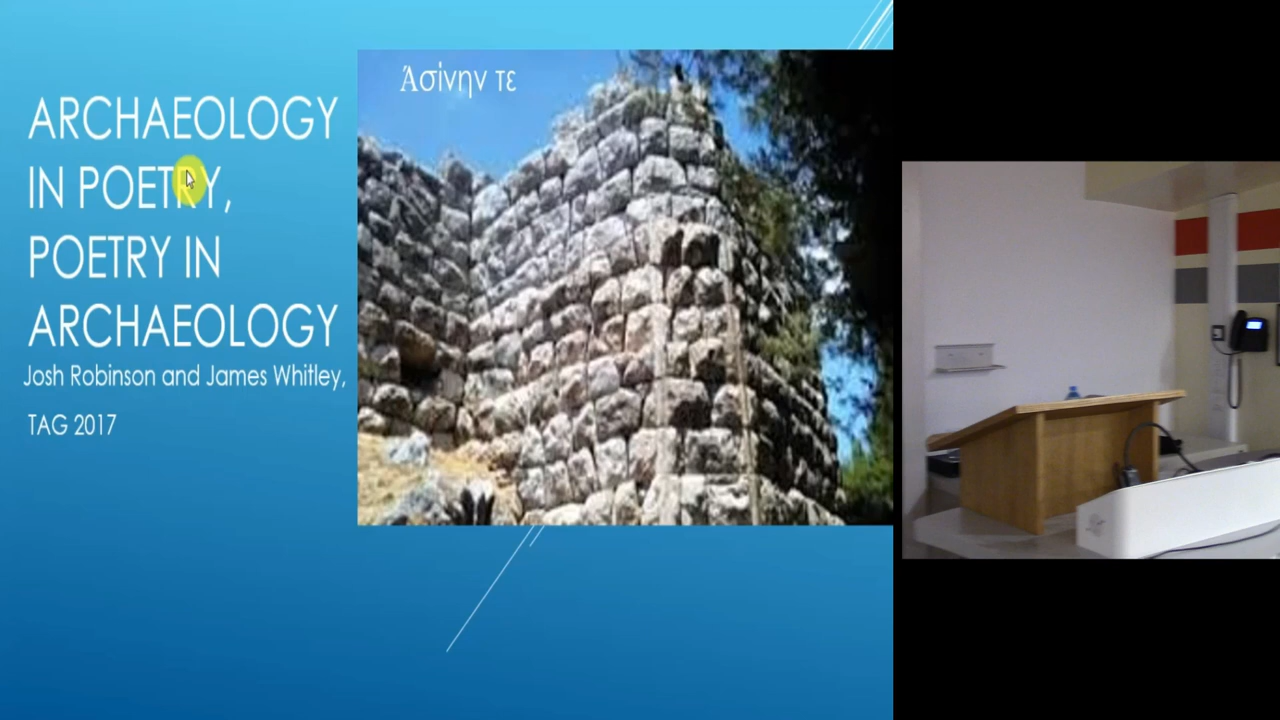 ARCHAEOLOGY
IN POETRY,
POETRY IN
ARCHAEOLOGY
Josh Robinson and James Whitley,
TAG 2017
Ἀσίνην τε